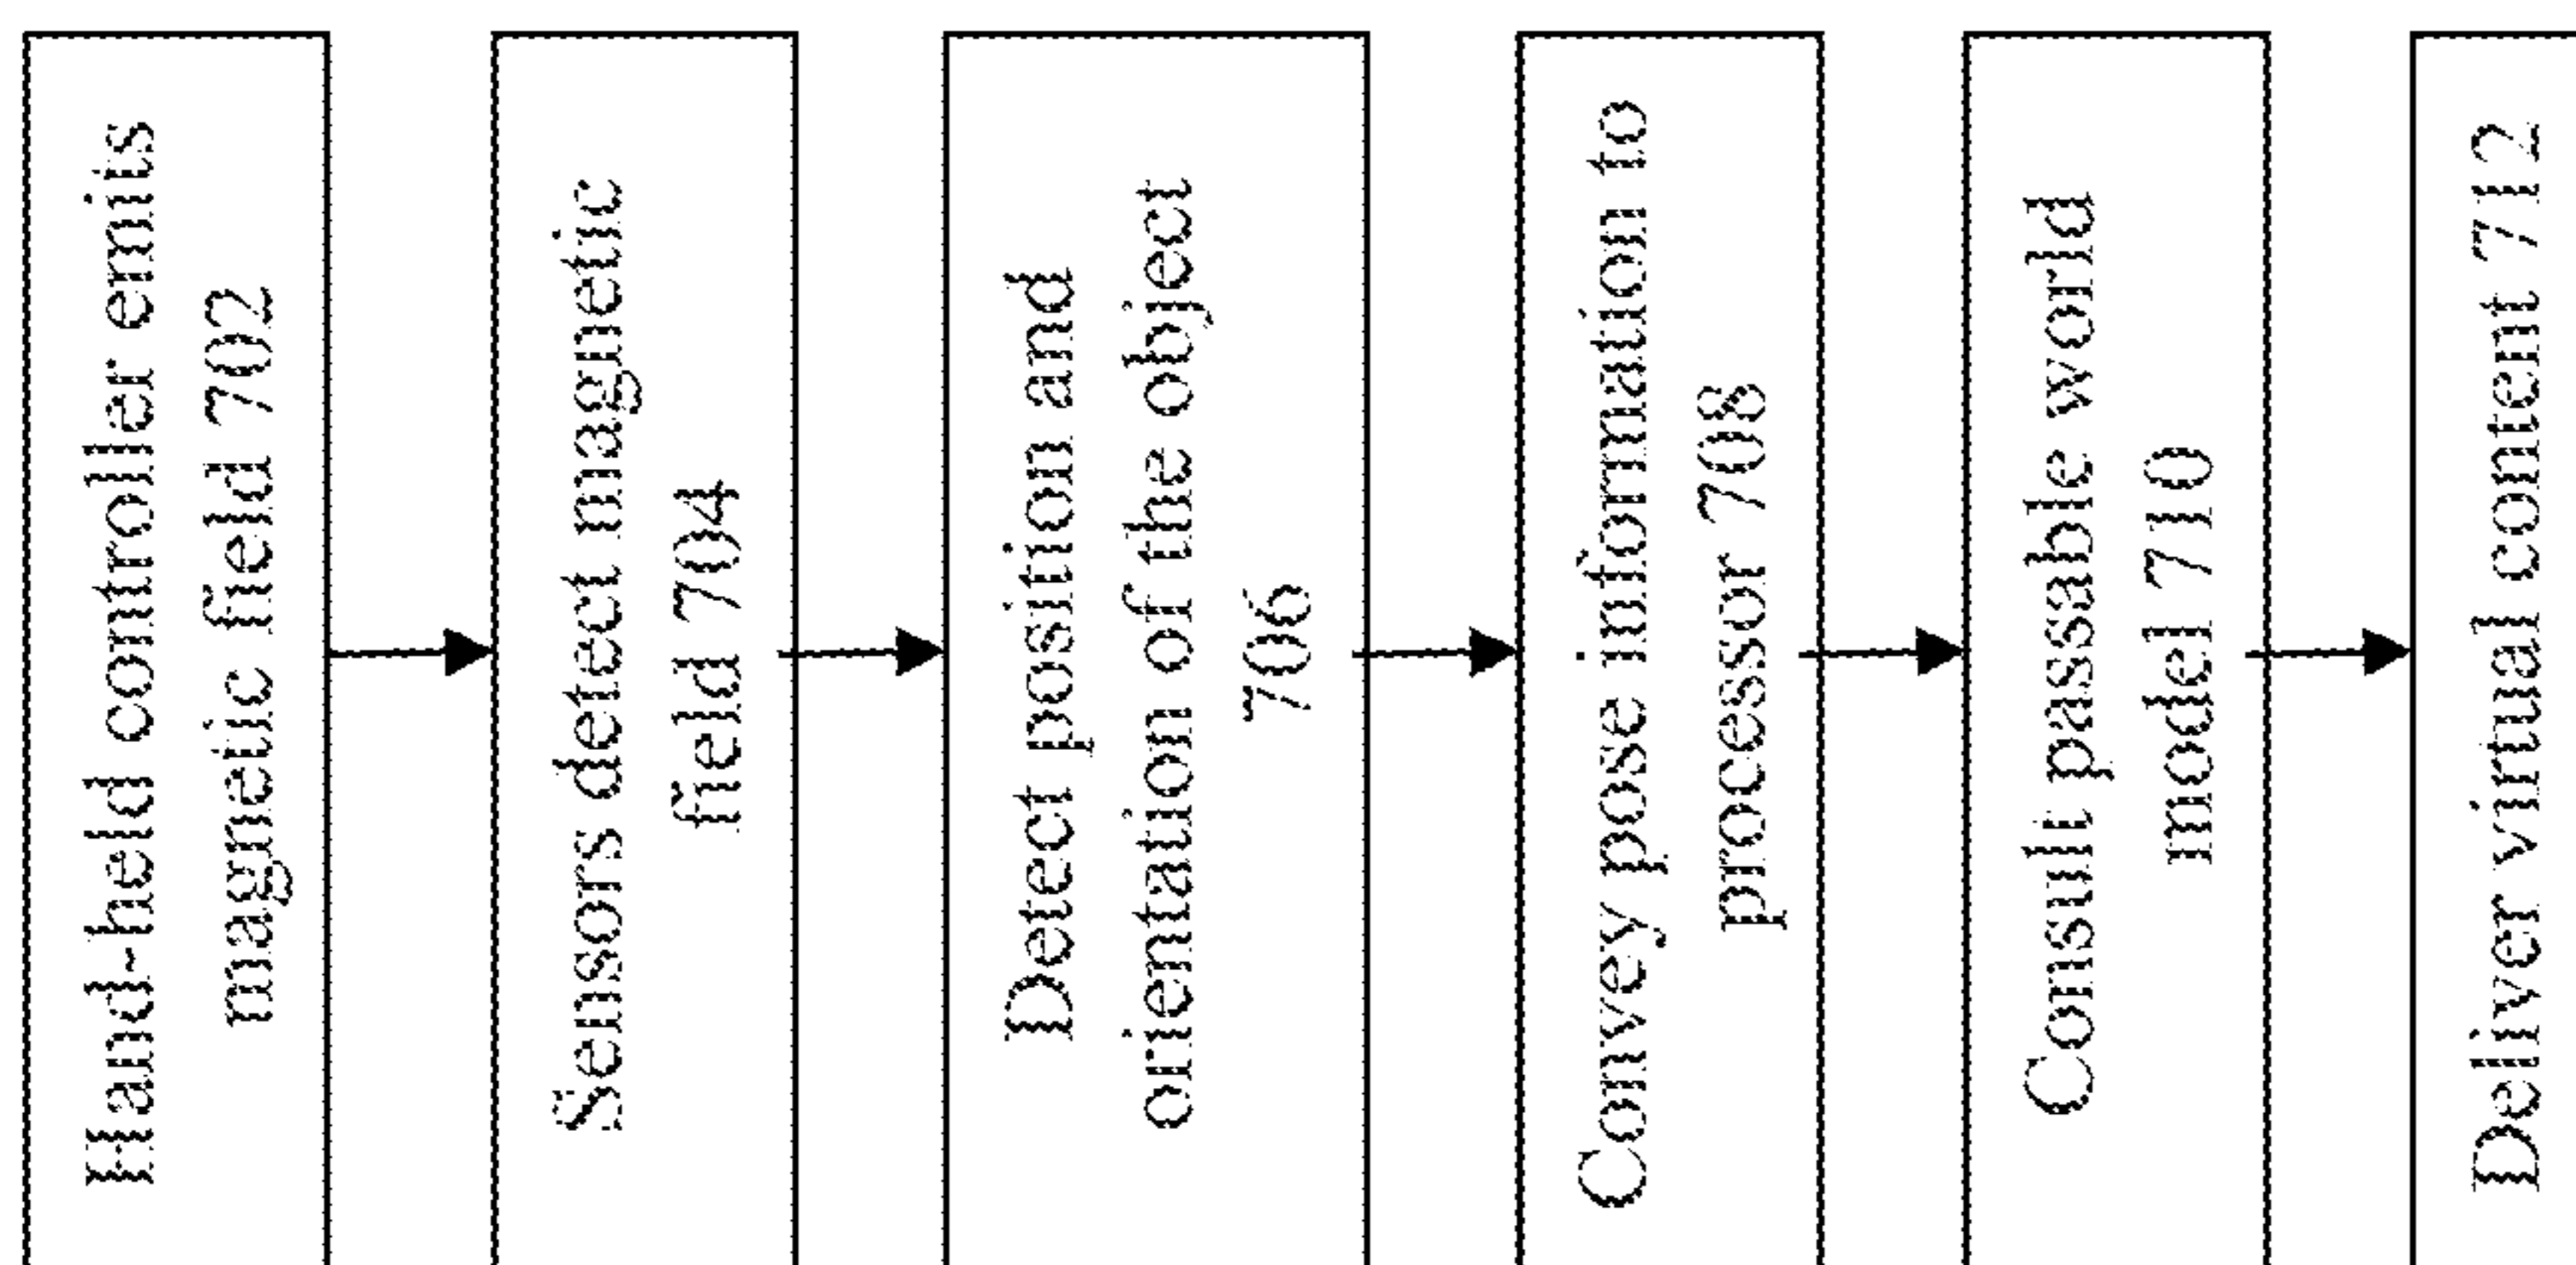 Hand-held controller emits
magnetic field 702
Sensors detect magnetic
field 704
Detect position and
orientation of the object
706
Convey pose information to
processor 708
Consult passable world
model 710
Deliver virtual content 712